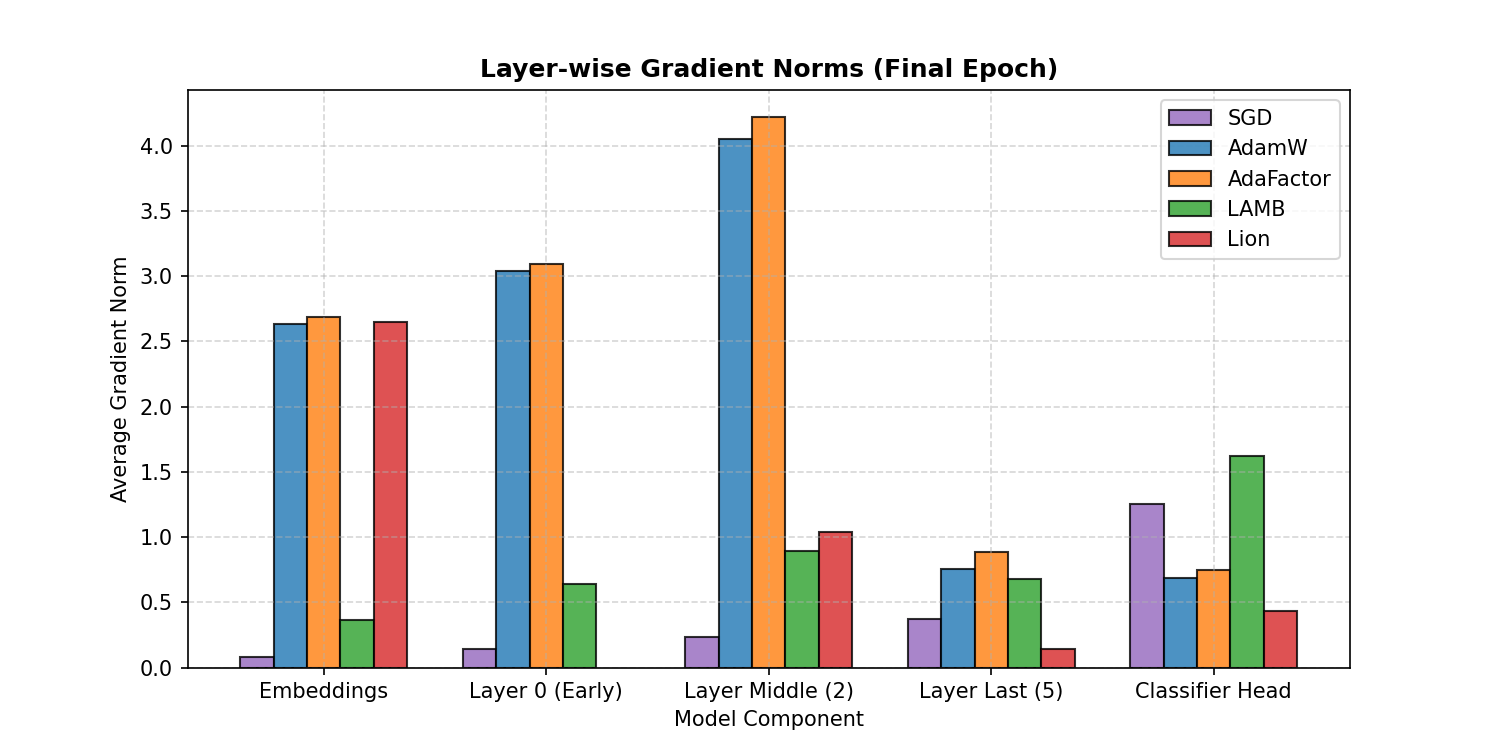 Layer-wise Gradient Norms (Final Epoch)
SGD
AdamW
AdaFactor
LAMB
Lion
Average Gradient Norm
4.0
3.5
3.0
2.5
2.0
1.5
1.0
0.5
0.0
Embeddings
Layer 0 (Early)
Layer Middle (2)
Layer Last (5)
Classifier Head
Model Component